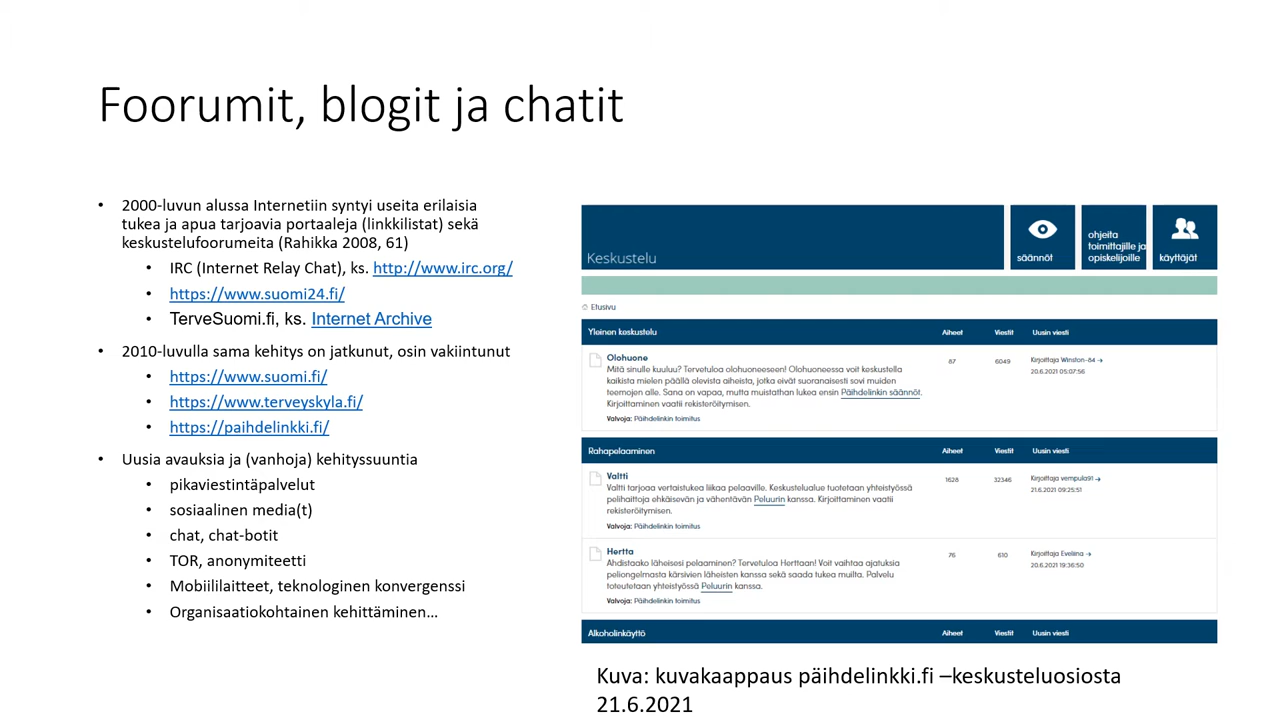 Foorumit, blogit ja chatit
• 2000-luvun alussa Internetiin syntyi useita erilaisia
tukea ja apua tarjoavia portaaleja (linkkilistat) sekä
keskustelufoorumeita (Rahikka 2008, 61)
• IRC (Internet Relay Chat), ks. http://www.irc.org/
• https://www.suomi24.fi/
• TerveSuomi.fi, ks. Internet Archive
• 2010-luvulla sama kehitys on jatkunut, osin vakiintunut
• https://www.suomi.fi/
• https://www.terveyskyla.fi/
• https://paihdelinkki.fi/
• Uusia avauksia ja (vanhoja) kehityssuuntia
• pikaviestintäpalvelut
• sosiaalinen media(t)
• chat, chat-botit
• TOR, anonymiteetti
• Mobiililaitteet, teknologinen konvergenssi
• Organisaatiokohtainen kehittäminen…
Keskustelu
säännöt
ohjeita
toimittajille ja
opiskelijoille
käyttäjät
Etusivu
Yleinen keskustelu Aiheet Viestit Uusin viesti
Olohuone 87 6049 Kirjoittaja Winston-84 →
Mitä sinulle kuuluu? Tervetuloa olohuoneeseen! Olohuoneessa voit keskustella 20.6.2021 05:07:56
kaikista mielen päällä olevista aiheista, jotka eivät suoranaisesti sovi muiden
teemojen alle. Sana on vapaa, mutta muistathan lukea ensin Päihdelinkin säännöt.
Kirjoittaminen vaatii rekisteröitymisen.
Valvoja: Päihdelinkin toimitus
Rahapelaaminen Aiheet Viestit Uusin viesti
Valtti 1628 32346 Kirjoittaja vempula91 →
Valtti tarjoaa vertaistukea liikaa pelaaville. Keskustelualue tuotetaan yhteistyössä 21.6.2021 09:25:51
pelihaittoja ehkäisevän ja vähentävän Peluurin kanssa. Kirjoittaminen vaatii
rekisteröitymisen.
Valvoja: Päihdelinkin toimitus
Hertta 76 610 Kirjoittaja Eveliina →
Ahdistaako läheisesi pelaaminen? Tervetuloa Herttaan! Voit vaihtaa ajatuksia 20.6.2021 19:36:50
peliongelmasta kärsivien läheisten kanssa sekä saada tukea muilta. Palvelu
toteutetaan yhteistyössä Peluurin kanssa.
Valvoja: Päihdelinkin toimitus
Alkoholinkäyttö Aiheet Viestit Uusin viesti
Kuva: kuvakaappaus päihdelinkki.fi –keskusteluosiosta
21.6.2021